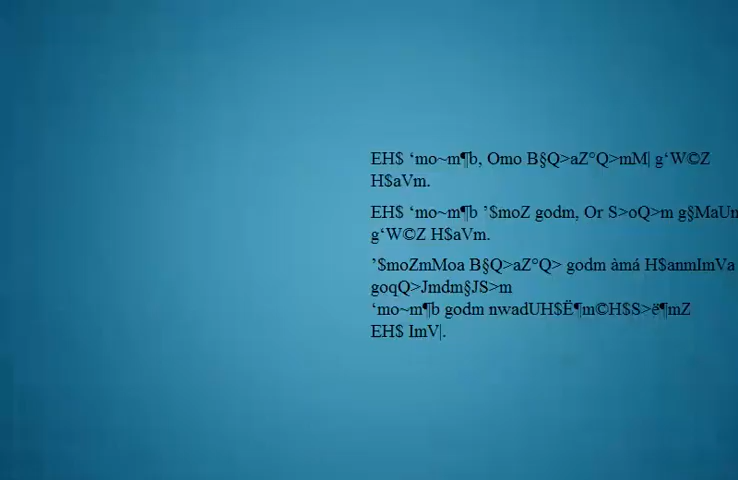 EH$ ‘mo~m¶b, Omo B§Q>aZ°Q>mM| g‘W©Z
H$aVm.
EH$ ‘mo~m¶b ’$moZ godm, Or S>oQ>m g§MaUm
g‘W©Z H$aVm.
’$moZmMoa B§Q>aZ°Q> godm àmá H$anmImVa
goqQ>Jmdm§JS>m
‘mo~m¶b godm nwadUH$Ë¶m©H$S>ë¶mZ
EH$ ImV|.